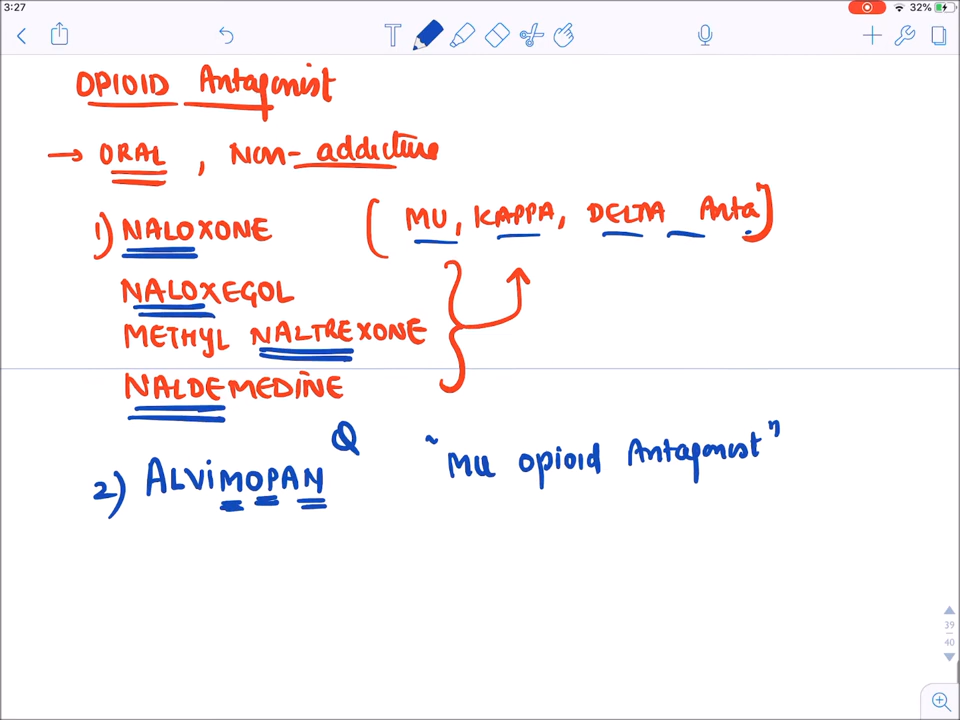 3:27
32%
T
OPIOID Antagonist
→ ORAL, Non-addictive
1) NALOXONE (MU, KAPPA, DELTA Anta")
NALOXEGOL
METHYL NALTREXONE
NALDEMEDINE
Q
2) ALVIMOPAN "MU opioid Antagonist"
39
40